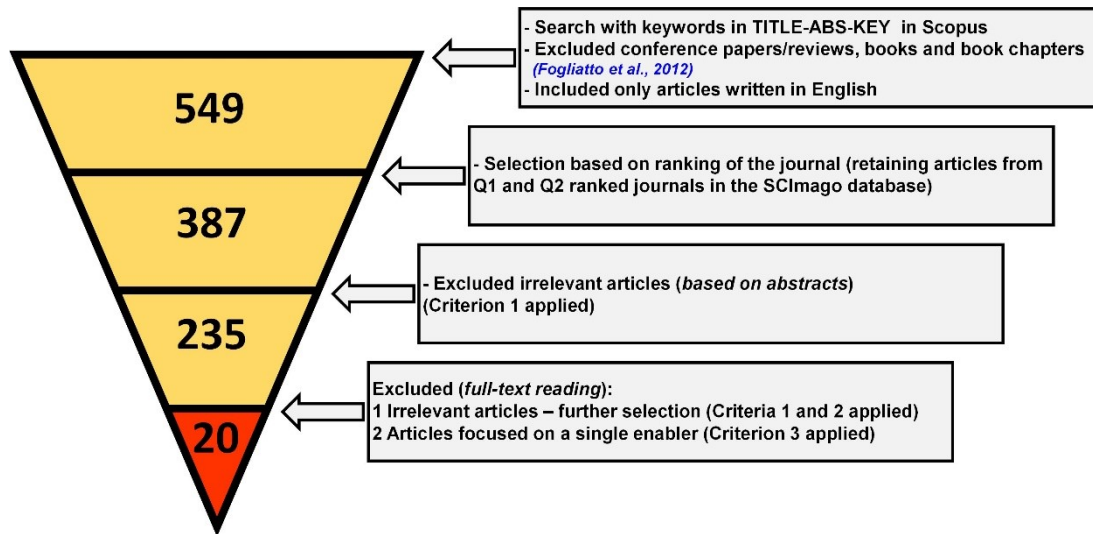 - Search with keywords in TITLE-ABS-KEY in Scopus
- Excluded conference papers/reviews, books and book chapters
(Fogliatto et al., 2012)
- Included only articles written in English
549
- Selection based on ranking of the journal (retaining articles from
Q1 and Q2 ranked journals in the SCImago database)
387
- Excluded irrelevant articles (based on abstracts)
(Criterion 1 applied)
235
Excluded (full-text reading):
1 Irrelevant articles – further selection (Criteria 1 and 2 applied)
2 Articles focused on a single enabler (Criterion 3 applied)
20